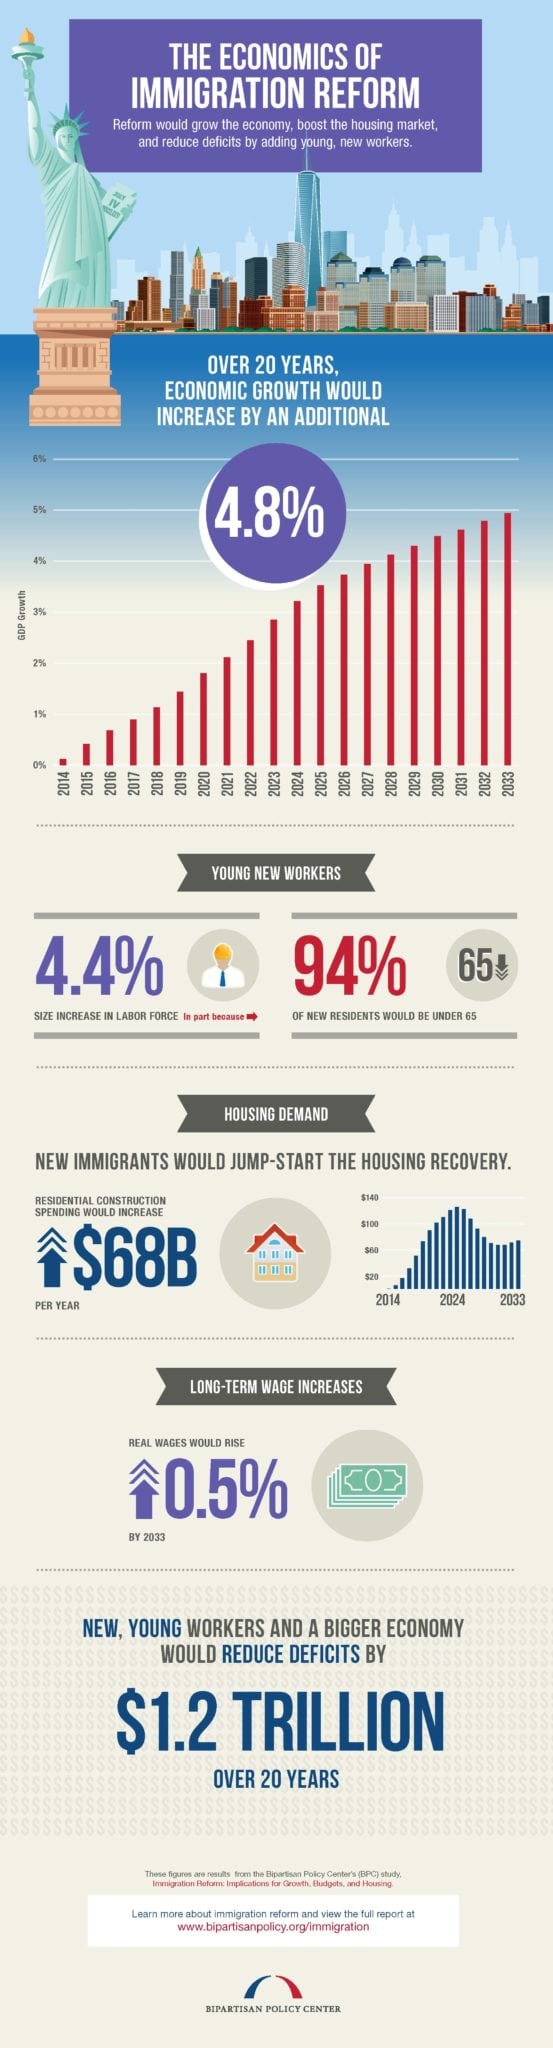 THE ECONOMICS OF
IMMIGRATION REFORM
Reform would grow the economy, boost the housing market,
and reduce deficits by adding young, new workers.
JULY
IV
OVER 20 YEARS,
ECONOMIC GROWTH WOULD
INCREASE BY AN ADDITIONAL
4.8%
GDP Growth
6%
5%
4%
3%
2%
1%
0%
2014 2015 2016 2017 2018 2019 2020 2021 2022 2023 2024 2025 2026 2027 2028 2029 2030 2031 2032 2033
YOUNG NEW WORKERS
4.4%
SIZE INCREASE IN LABOR FORCE In part because
94%
65
OF NEW RESIDENTS WOULD BE UNDER 65
HOUSING DEMAND
NEW IMMIGRANTS WOULD JUMP-START THE HOUSING RECOVERY.
RESIDENTIAL CONSTRUCTION
SPENDING WOULD INCREASE
$68B
PER YEAR
$140
$100
$60
$20
2014 2024 2033
LONG-TERM WAGE INCREASES
REAL WAGES WOULD RISE
0.5%
BY 2033
NEW, YOUNG WORKERS AND A BIGGER ECONOMY
WOULD REDUCE DEFICITS BY
$1.2 TRILLION
OVER 20 YEARS
These figures are results from the Bipartisan Policy Center's (BPC) study,
Immigration Reform: Implications for Growth, Budgets, and Housing.
Learn more about immigration reform and view the full report at
www.bipartisanpolicy.org/immigration
BIPARTISAN POLICY CENTER